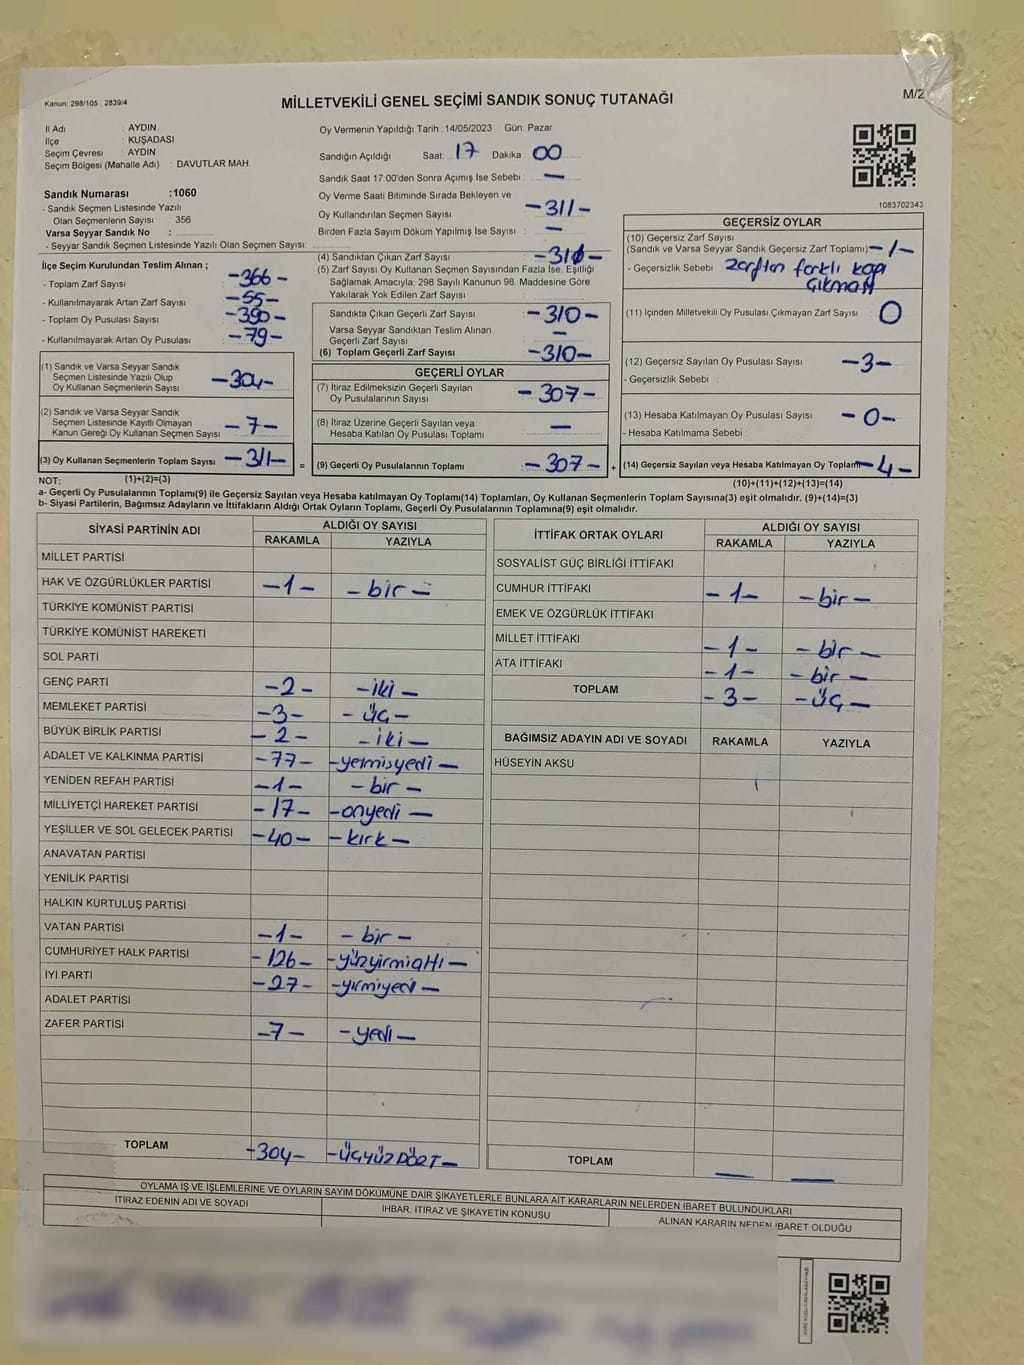 Kanun: 298/105 , 2839/4
MİLLETVEKİLİ GENEL SEÇİMİ SANDIK SONUÇ TUTANAĞI
M/2
İl Adı : AYDIN
İlçe : KUŞADASI
Seçim Çevresi : AYDIN
Seçim Bölgesi (Mahalle Adı) : DAVUTLAR MAH.
Oy Vermenin Yapıldığı Tarih : 14/05/2023 Gün: Pazar
Sandığın Açıldığı Saat: 17 Dakika 00
Sandık Saat 17.00'den Sonra Açımış İse Sebebi : —
Oy Verme Saati Bitiminde Sırada Bekleyen ve
Oy Kullandırılan Seçmen Sayısı - 311 -
Birden Fazla Sayım Döküm Yapılmış İse Sayısı : —
1083702343
Sandık Numarası :1060
- Sandık Seçmen Listesinde Yazılı
Olan Seçmenlerin Sayısı : 356
Varsa Seyyar Sandık No :
- Seyyar Sandık Seçmen Listesinde Yazılı Olan Seçmen Sayısı:
İlçe Seçim Kurulundan Teslim Alınan ;
- Toplam Zarf Sayısı - 366 -
- Kullanılmayarak Artan Zarf Sayısı - 55 -
- Toplam Oy Pusulası Sayısı - 390 -
- Kullanılmayarak Artan Oy Pusulası - 79 -
(1) Sandık ve Varsa Seyyar Sandık
Seçmen Listesinde Yazılı Olup
Oy Kullanan Seçmenlerin Sayısı - 304 -
(2) Sandık ve Varsa Seyyar Sandık
Seçmen Listesinde Kayıtlı Olmayan
Kanun Gereği Oy Kullanan Seçmen Sayısı - 7 -
(3) Oy Kullanan Seçmenlerin Toplam Sayısı - 311 - =
(1)+(2)=(3)
(4) Sandıktan Çıkan Zarf Sayısı - 310 -
(5) Zarf Sayısı Oy Kullanan Seçmen Sayısından Fazla İse, Eşitliği
Sağlamak Amacıyla; 298 Sayılı Kanunun 98. Maddesine Göre
Yakılarak Yok Edilen Zarf Sayısı :
Sandıkta Çıkan Geçerli Zarf Sayısı - 310 -
Varsa Seyyar Sandıktan Teslim Alınan
Geçerli Zarf Sayısı —
(6) Toplam Geçerli Zarf Sayısı - 310 -
GEÇERLİ OYLAR
(7) İtiraz Edilmeksizin Geçerli Sayılan
Oy Pusulalarının Sayısı - 307 -
(8) İtiraz Üzerine Geçerli Sayılan veya
Hesaba Katılan Oy Pusulası Toplamı —
(9) Geçerli Oy Pusulalarının Toplamı - 307 - +
GEÇERSİZ OYLAR
(10) Geçersiz Zarf Sayısı
(Sandık ve Varsa Seyyar Sandık Geçersiz Zarf Toplamı) - 1 -
- Geçersizlik Sebebi : zarftan farklı kağıt
çıkması
(11) İçinden Milletvekili Oy Pusulası Çıkmayan Zarf Sayısı 0
(12) Geçersiz Sayılan Oy Pusulası Sayısı - 3 -
- Geçersizlik Sebebi :
(13) Hesaba Katılmayan Oy Pusulası Sayısı - 0 -
- Hesaba Katılmama Sebebi :
(14) Geçersiz Sayılan veya Hesaba Katılmayan Oy Toplamı - 4 -
(10)+(11)+(12)+(13)=(14)
NOT:
a- Geçerli Oy Pusulalarının Toplamı(9) ile Geçersiz Sayılan veya Hesaba katılmayan Oy Toplamı(14) Toplamları, Oy Kullanan Seçmenlerin Toplam Sayısına(3) eşit olmalıdır. (9)+(14)=(3)
b- Siyasi Partilerin, Bağımsız Adayların ve İttifakların Aldığı Ortak Oyların Toplamı, Geçerli Oy Pusulalarının Toplamına(9) eşit olmalıdır.
SİYASİ PARTİNİN ADI ALDIĞI OY SAYISI
RAKAMLA YAZIYLA
MİLLET PARTİSİ
HAK VE ÖZGÜRLÜKLER PARTİSİ - 1 - - bir -
TÜRKİYE KOMÜNİST PARTİSİ
TÜRKİYE KOMÜNİST HAREKETİ
SOL PARTİ
GENÇ PARTİ - 2 - - iki -
MEMLEKET PARTİSİ - 3 - - üç -
BÜYÜK BİRLİK PARTİSİ - 2 - - iki -
ADALET VE KALKINMA PARTİSİ - 77 - - yetmişyedi -
YENİDEN REFAH PARTİSİ - 1 - - bir -
MİLLİYETÇİ HAREKET PARTİSİ - 17 - - onyedi -
YEŞİLLER VE SOL GELECEK PARTİSİ - 40 - - kırk -
ANAVATAN PARTİSİ
YENİLİK PARTİSİ
HALKIN KURTULUŞ PARTİSİ
VATAN PARTİSİ - 1 - - bir -
CUMHURİYET HALK PARTİSİ - 126 - - yüzyirmialtı -
İYİ PARTİ - 27 - - yirmiyedi -
ADALET PARTİSİ
ZAFER PARTİSİ - 7 - - yedi -
TOPLAM - 304 - - ÜÇYÜZDÖRT -
İTTİFAK ORTAK OYLARI ALDIĞI OY SAYISI
RAKAMLA YAZIYLA
SOSYALİST GÜÇ BİRLİĞİ İTTİFAKI
CUMHUR İTTİFAKI - 1 - - bir -
EMEK VE ÖZGÜRLÜK İTTİFAKI
MİLLET İTTİFAKI - 1 - - bir -
ATA İTTİFAKI - 1 - - bir -
TOPLAM - 3 - - üç -
BAĞIMSIZ ADAYIN ADI VE SOYADI RAKAMLA YAZIYLA
HÜSEYİN AKSU
TOPLAM — —
OYLAMA İŞ VE İŞLEMLERİNE VE OYLARIN SAYIM DÖKÜMÜNE DAİR ŞİKAYETLERLE BUNLARA AİT KARARLARIN NELERDEN İBARET BULUNDUKLARI
İTİRAZ EDENİN ADI VE SOYADI İHBAR, İTİRAZ VE ŞİKAYETİN KONUSU ALINAN KARARIN NEDEN İBARET OLDUĞU